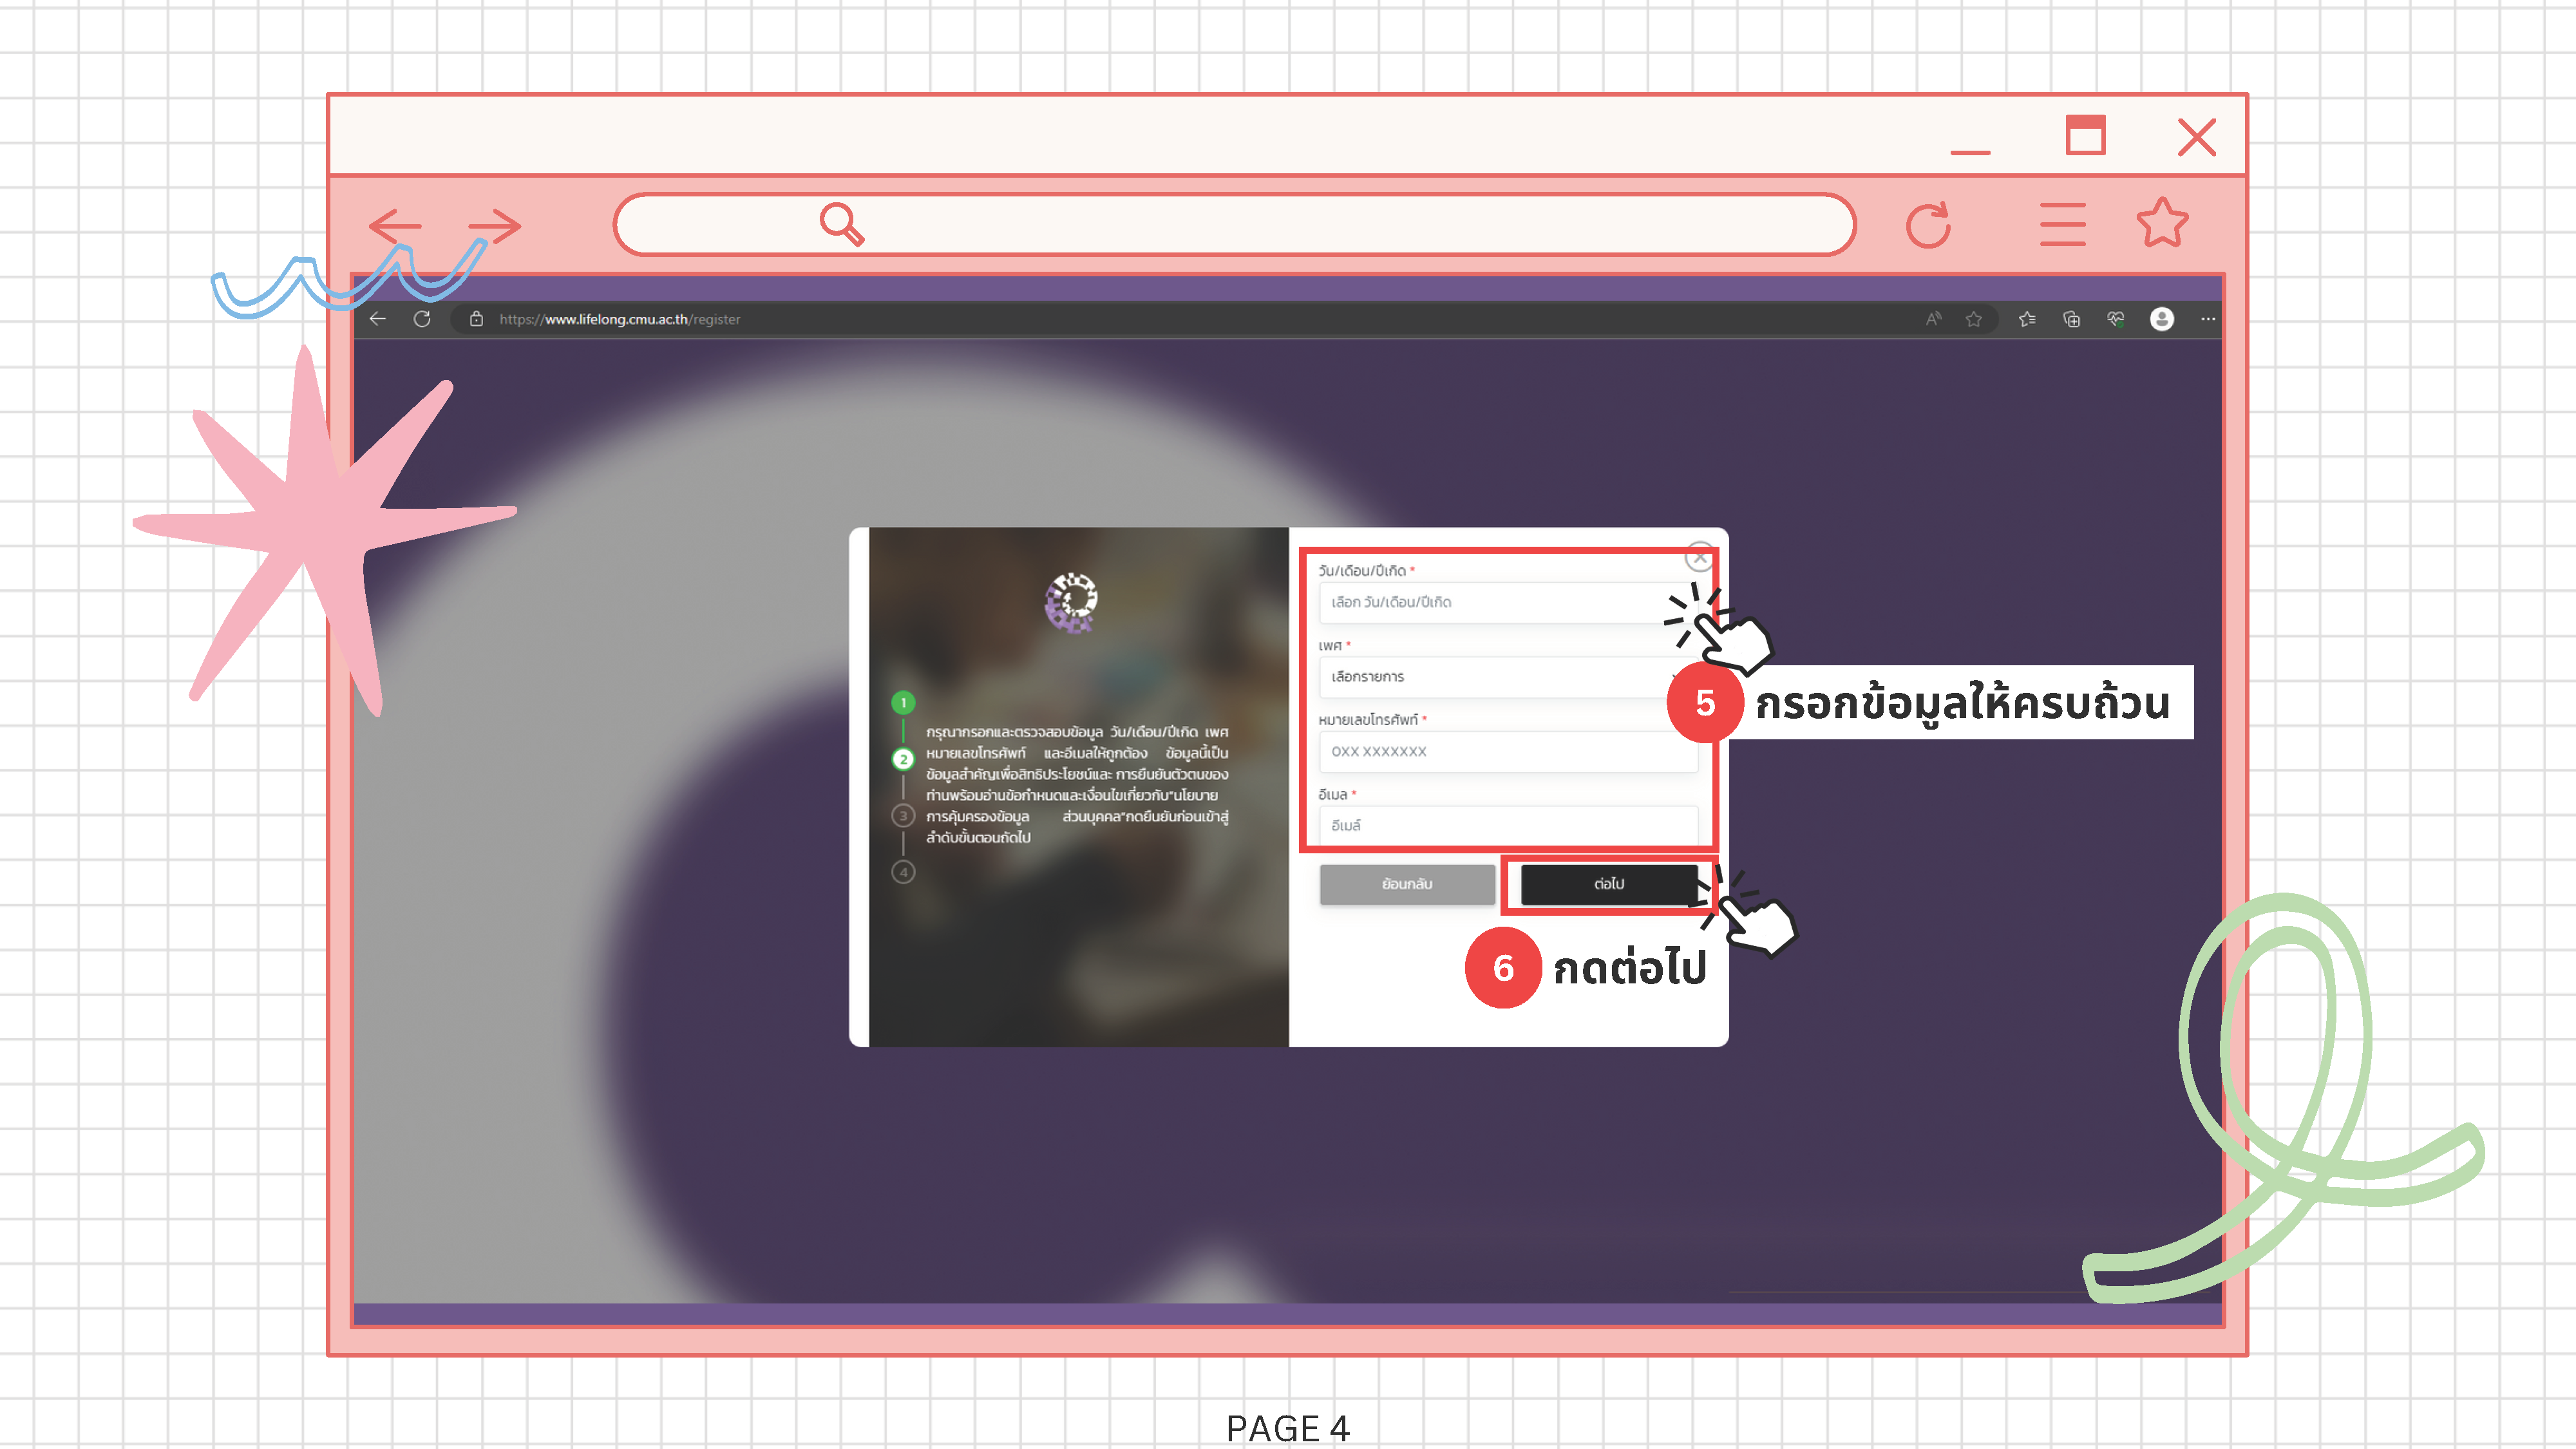 https://www.lifelong.cmu.ac.th/register
1
2
3
4
กรุณากรอกและตรวจสอบข้อมูล วัน/เดือน/ปีเกิด เพศ
หมายเลขโทรศัพท์ และอีเมลให้ถูกต้อง ข้อมูลนี้เป็น
ข้อมูลสำคัญเพื่อสิทธิประโยชน์และ การยืนยันตัวตนของ
ท่านพร้อมอ่านข้อกำหนดและเงื่อนไขเกี่ยวกับ"นโยบาย
การคุ้มครองข้อมูล ส่วนบุคคล"กดยืนยันก่อนเข้าสู่
ลำดับขั้นตอนถัดไป
วัน/เดือน/ปีเกิด *
เลือก วัน/เดือน/ปีเกิด
เพศ *
เลือกรายการ
หมายเลขโทรศัพท์ *
0XX XXXXXXX
อีเมล *
อีเมล์
ย้อนกลับ
ต่อไป
5 กรอกข้อมูลให้ครบถ้วน
6 กดต่อไป
PAGE 4